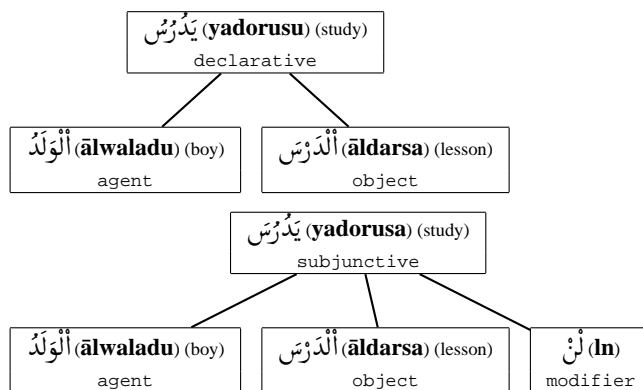 يَدُرُسُ (yadorusu) (study)
declarative
اْلْوَلَدُ (ālwaladu) (boy)
agent
اْلْدَرْسَ (āldarsa) (lesson)
object
يَدُرُسَ (yadorusa) (study)
subjunctive
اْلْوَلَدُ (ālwaladu) (boy)
agent
اْلْدَرْسَ (āldarsa) (lesson)
object
لْنْ (ln)
modifier